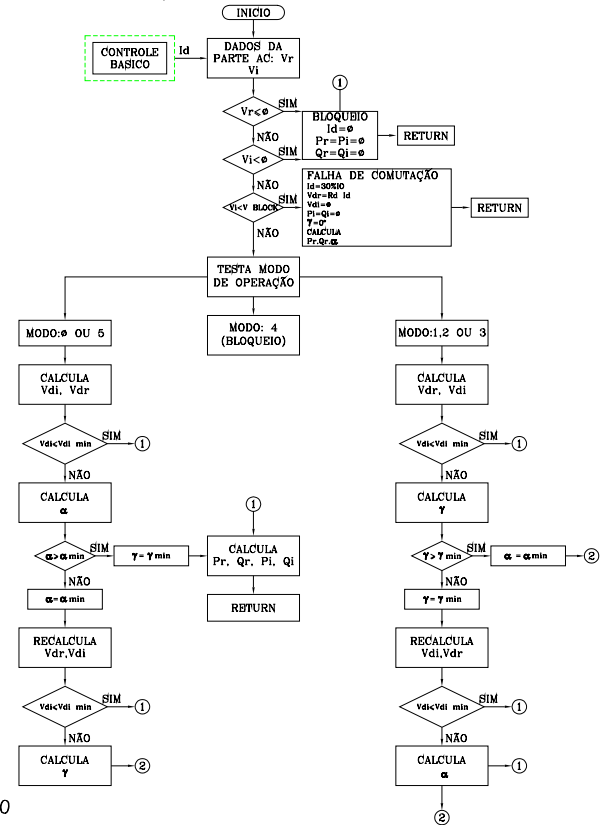 INICIO
CONTROLE
BASICO
Id
DADOS DA
PARTE AC: Vr
Vi
1
Vr<ø
SIM
BLOQUEIO
Id=ø
Pr=Pi=ø
Qr=Qi=ø
RETURN
NÃO
Vi<ø
SIM
NÃO
Vi<V BLOCK
SIM
FALHA DE COMUTAÇÃO
Id=30%IO
Vdr=Rd Id
Vdi=ø
Pi=Qi=ø
γ=0°
CALCULA
Pr,Qr,α
RETURN
NÃO
TESTA MODO
DE OPERAÇÃO
MODO:ø OU 5
MODO: 4
(BLOQUEIO)
MODO:1,2 OU 3
CALCULA
Vdi, Vdr
CALCULA
Vdr, Vdi
Vdi<Vdi min
SIM
1
Vdi<Vdi min
SIM
1
NÃO
NÃO
CALCULA
α
CALCULA
γ
1
α>α min
SIM
γ=γ min
CALCULA
Pr, Qr, Pi, Qi
γ>γ min
SIM
α =α min
2
NÃO
NÃO
α=α min
RETURN
γ=γ min
RECALCULA
Vdr,Vdi
RECALCULA
Vdi,Vdr
Vdi<Vdi min
SIM
1
Vdi<Vdi min
SIM
1
NÃO
NÃO
CALCULA
γ
2
CALCULA
α
1
0
2